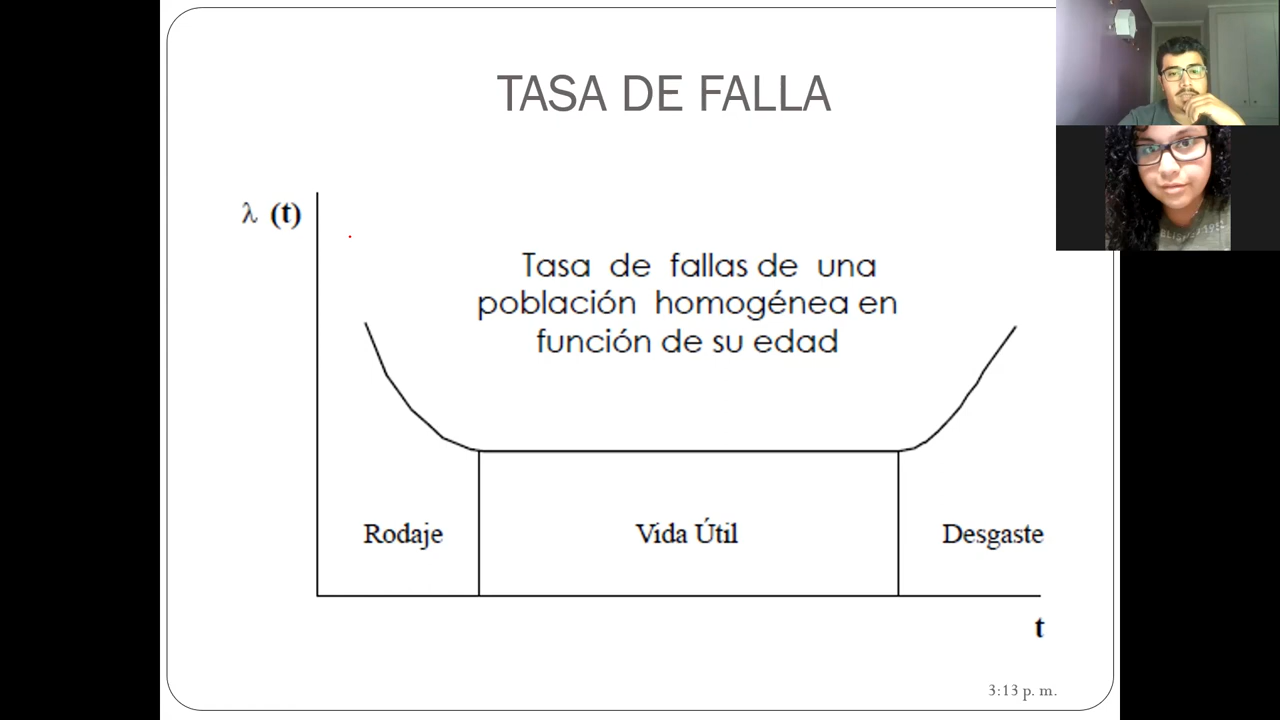 TASA DE FALLA
λ (t)
Tasa de fallas de una
población homogénea en
función de su edad
Rodaje
Vida Útil
Desgaste
t
3:13 p. m.